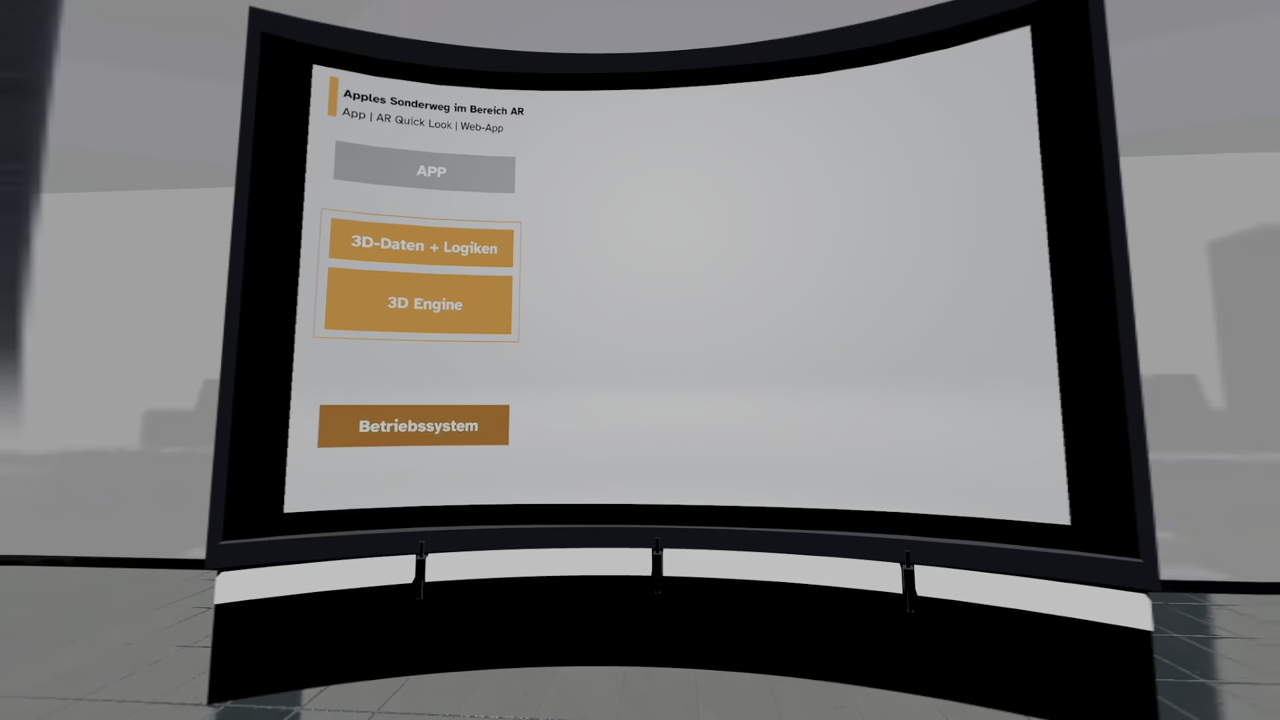 Apples Sonderweg im Bereich AR
App | AR Quick Look | Web-App
APP
3D-Daten + Logiken
3D Engine
Betriebssystem